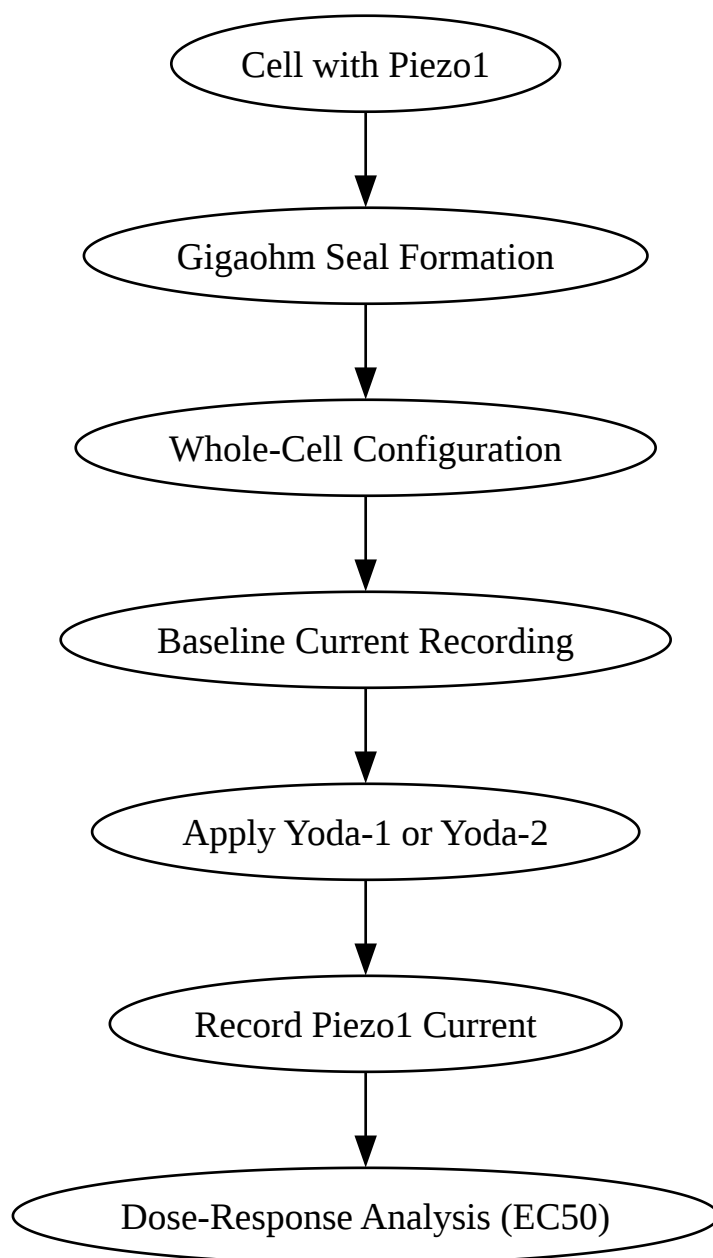 Cell with Piezo1
Gigaohm Seal Formation
Whole-Cell Configuration
Baseline Current Recording
Apply Yoda-1 or Yoda-2
Record Piezo1 Current
Dose-Response Analysis (EC50)